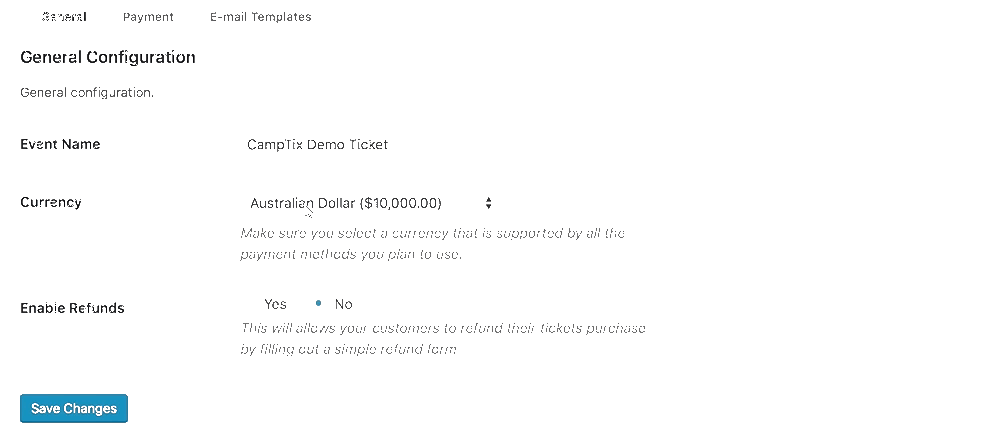 General Payment E-mail Templates
General Configuration
General configuration.
Event Name CampTix Demo Ticket
Currency Australian Dollar ($10,000.00)
Make sure you select a currency that is supported by all the
payment methods you plan to use.
Enable Refunds Yes No
This will allows your customers to refund their tickets purchase
by filling out a simple refund form
Save Changes